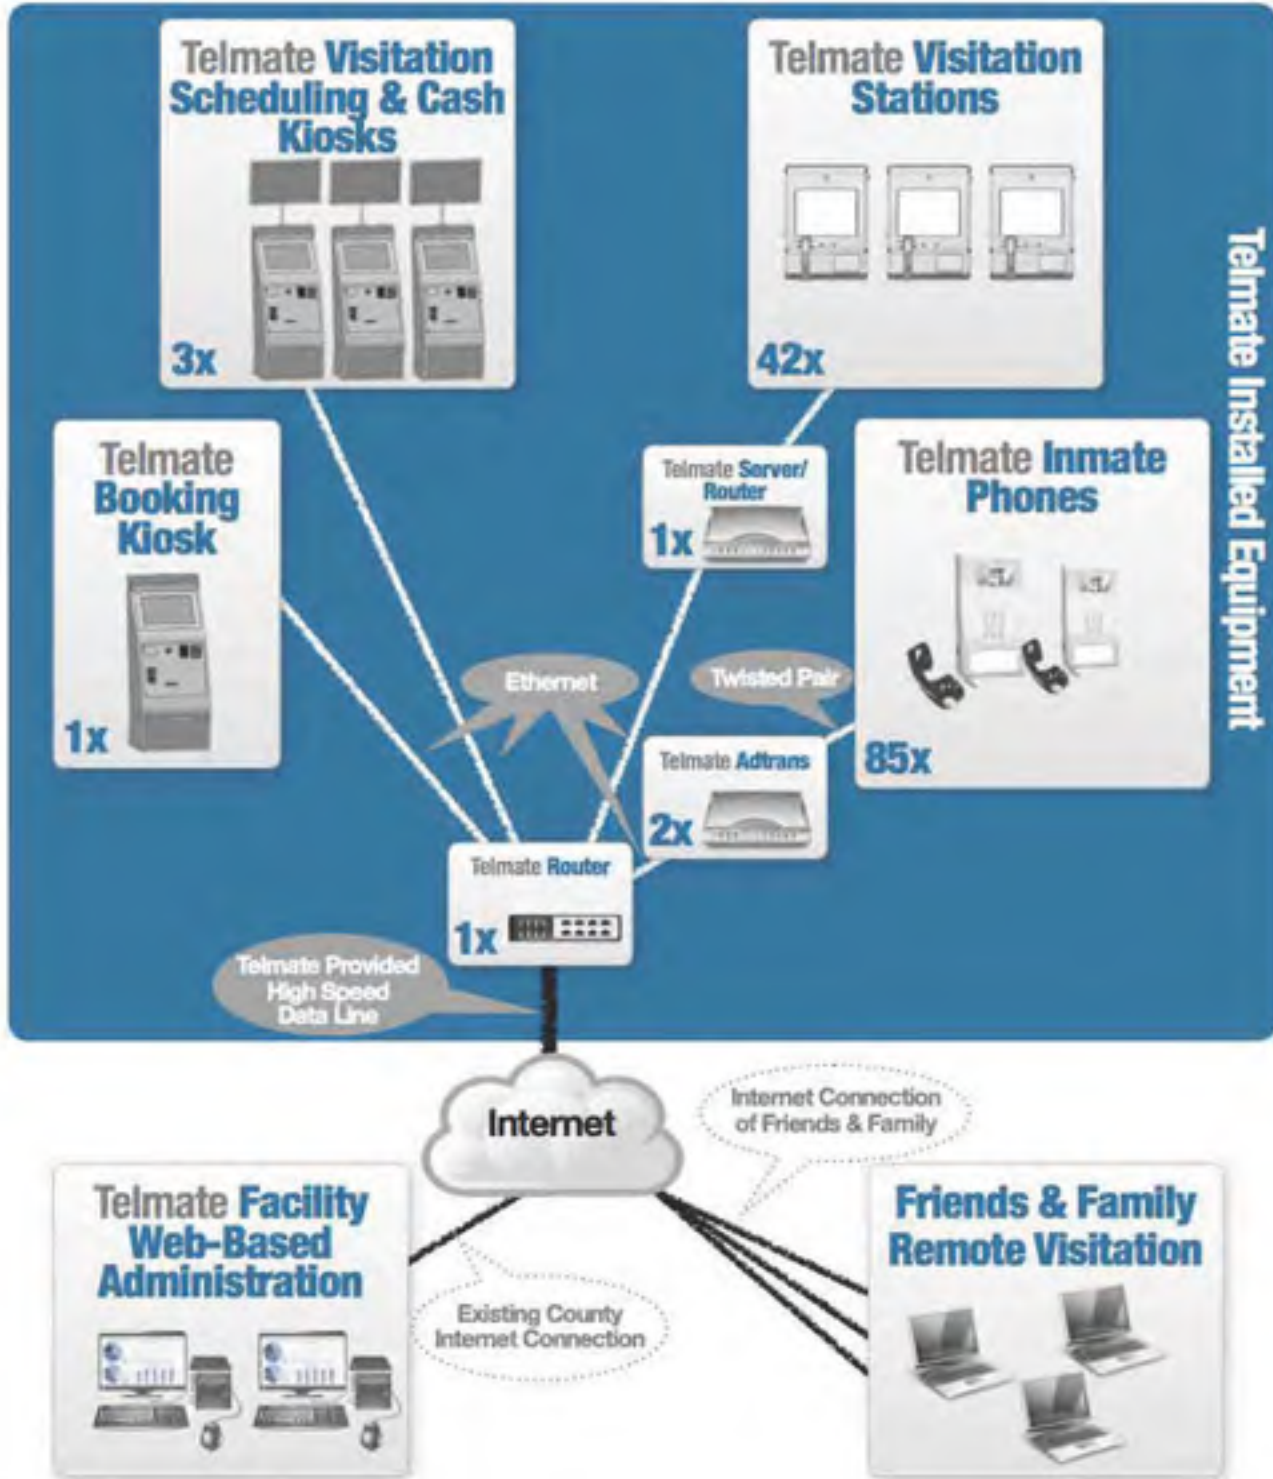 Telmate Visitation
Scheduling & Cash
Kiosks
3x
Telmate Visitation
Stations
42x
Telmate Installed Equipment
Telmate
Booking
Kiosk
1x
Telmate Server/
Router
1x
Telmate Inmate
Phones
85x
Ethernet
Twisted Pair
Telmate Adtrans
2x
Telmate Router
1x
Telmate Provided
High Speed
Data Line
Internet
Internet Connection
of Friends & Family
Telmate Facility
Web-Based
Administration
Existing County
Internet Connection
Friends & Family
Remote Visitation